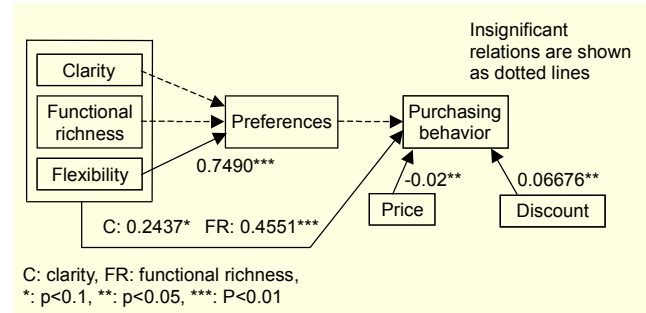 Insignificant
relations are shown
as dotted lines
Clarity
Functional
richness
Flexibility
Preferences
Purchasing
behavior
0.7490***
-0.02**
0.06676**
Price
Discount
C: 0.2437* FR: 0.4551***
C: clarity, FR: functional richness,
*: p<0.1, **: p<0.05, ***: P<0.01